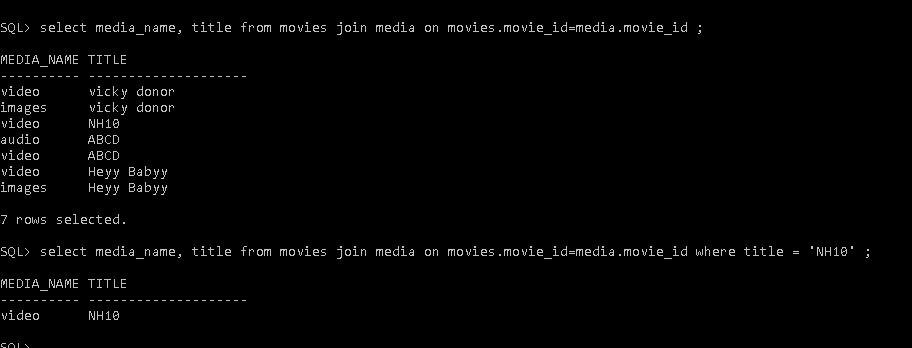 SQL> select media_name, title from movies join media on movies.movie_id=media.movie_id ;
MEDIA_NAME TITLE
---------- --------------------
video      vicky donor
images     vicky donor
video      NH10
audio      ABCD
video      ABCD
video      Heyy Babyy
images     Heyy Babyy
7 rows selected.
SQL> select media_name, title from movies join media on movies.movie_id=media.movie_id where title = 'NH10' ;
MEDIA_NAME TITLE
---------- --------------------
video      NH10
SQL>